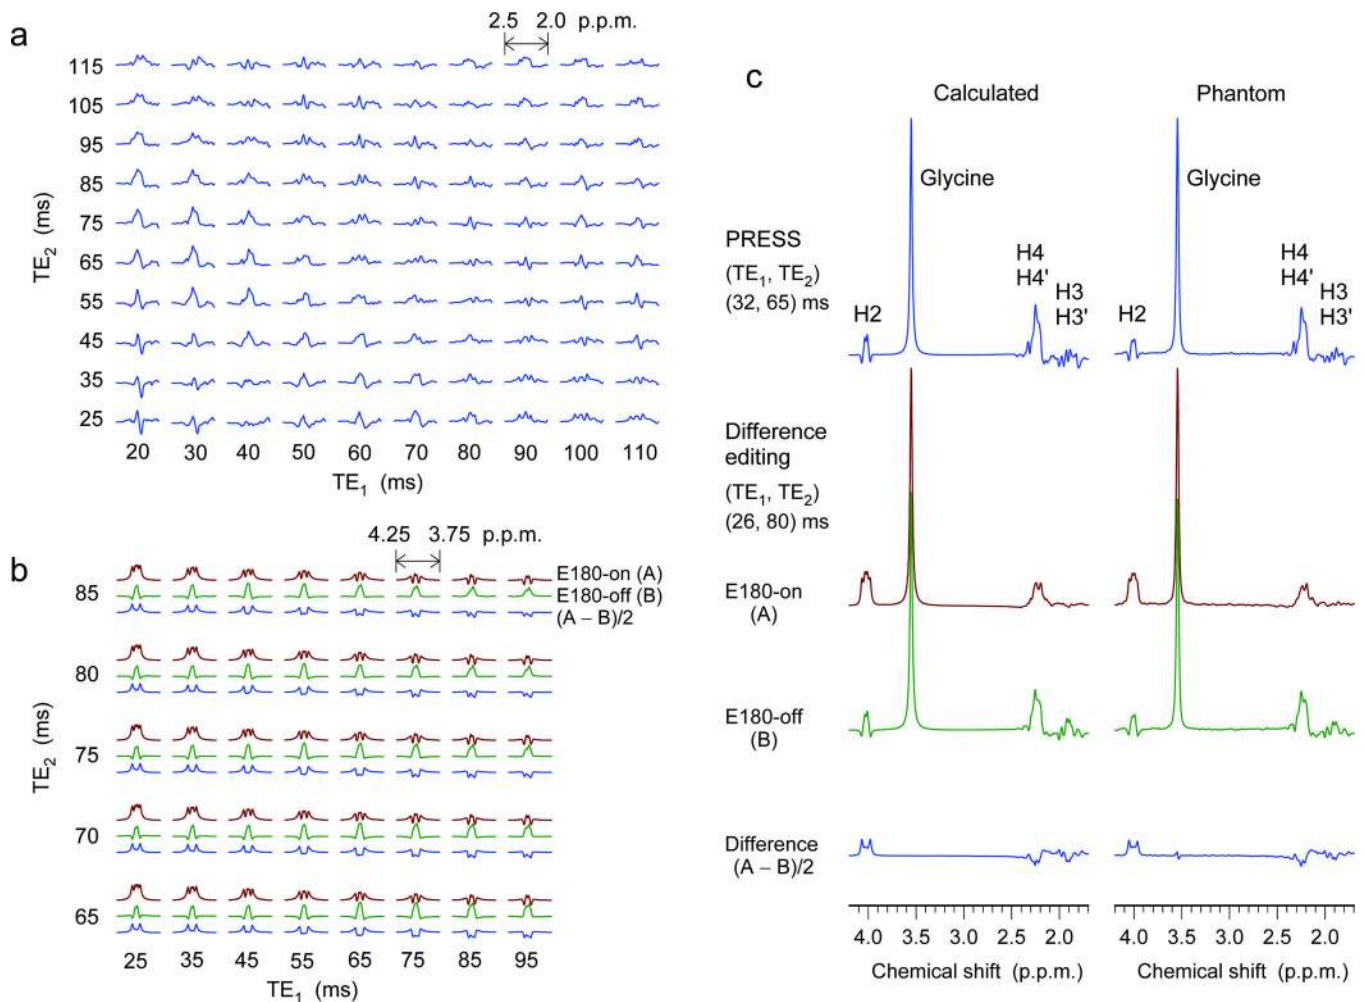 a
2.5 2.0 p.p.m.
115
105
95
85
75
65
55
45
35
25
TE2 (ms)
20 30 40 50 60 70 80 90 100 110
TE1 (ms)
b
4.25 3.75 p.p.m.
E180-on (A)
E180-off (B)
(A – B)/2
85
80
75
70
65
TE2 (ms)
25 35 45 55 65 75 85 95
TE1 (ms)
c
Calculated Phantom
Glycine Glycine
PRESS
(TE1, TE2)
(32, 65) ms
H2
H4
H4'
H3
H3'
H2
H4
H4'
H3
H3'
Difference
editing
(TE1, TE2)
(26, 80) ms
E180-on
(A)
E180-off
(B)
Difference
(A – B)/2
4.0 3.5 3.0 2.5 2.0 4.0 3.5 3.0 2.5 2.0
Chemical shift (p.p.m.) Chemical shift (p.p.m.)